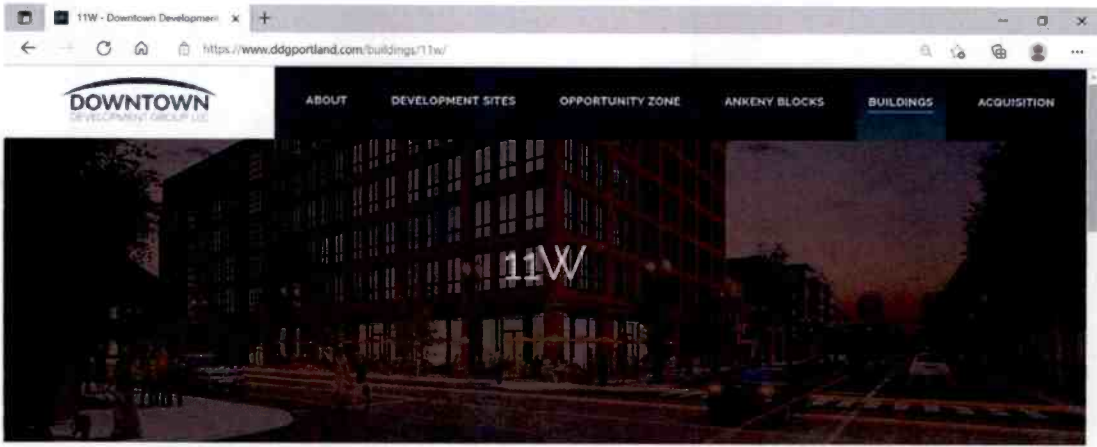 11W - Downtown Developmen
https://www.ddgportland.com/buildings/11w/
DOWNTOWN
DEVELOPMENT GROUP LLC
ABOUT DEVELOPMENT SITES OPPORTUNITY ZONE ANKENY BLOCKS BUILDINGS ACQUISITION
11W